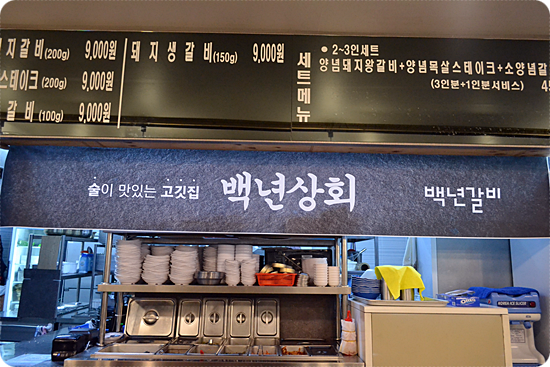 지갈비(200g) 9,000원
스테이크(200g) 9,000원
갈비(100g) 9,000원
돼지생갈비(150g) 9,000원
세트메뉴
● 2~3인세트
양념돼지왕갈비+양념목살스테이크+소양념갈
(3인분+1인분서비스)
술이 맛있는 고깃집 백년상회 백년갈비
OREO